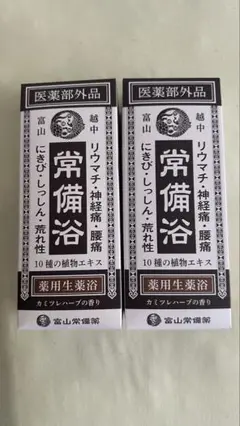 医薬部外品
越中
富山
リウマチ・神経痛 腰痛
常備浴
にきび・しっしん・荒れ性
10種の植物エキス
薬用生薬浴
カミツレハーブの香り
富山常備薬
医薬部外品
越中
富山
リウマチ・神経痛 腰痛
常備浴
にきび・しっしん・荒れ性
10種の植物エキス
薬用生薬浴
カミツレハーブの香り
富山常備薬